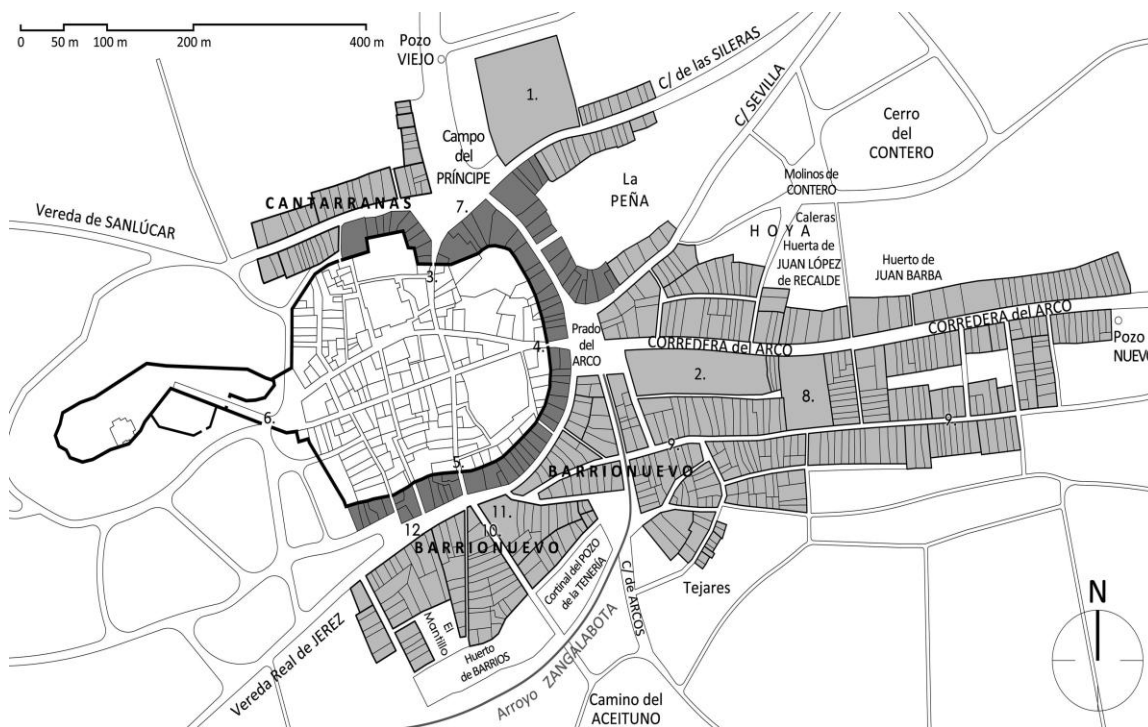 0 50 m 100 m 200 m 400 m
Pozo
VIEJO
1.
C/ de las SILERAS
C/ SEVILLA
Cerro
del
CONTERO
Campo
del
PRÍNCIPE
La
PEÑA
Molinos de
CONTERO
Caleras
CANTARRANAS
7.
Vereda de SANLÚCAR
HOYA
Huerta de
JUAN LÓPEZ
de RECALDE
Huerto de
JUAN BARBA
3.
Prado
del
ARCO
4.
CORREDERA del ARCO
CORREDERA del ARCO
Pozo
NUEVO
2.
8.
6.
5.
9.
9.
BARRIONUEVO
11.
10.
12
BARRIONUEVO
Cortinal del POZO
de la TENERÍA
C/ de ARCOS
Tejares
El
Mantillo
Huerto
de BARRIOS
Vereda Real de JEREZ
Arroyo ZANGALABOTA
Camino del
ACEITUNO
N